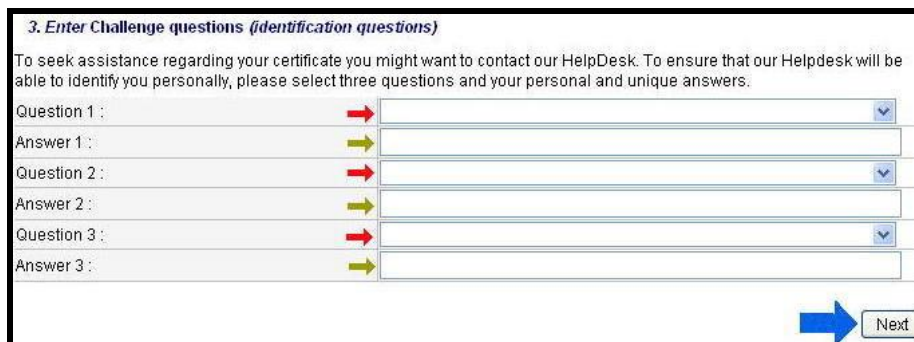 3. Enter Challenge questions (identification questions)
To seek assistance regarding your certificate you might want to contact our HelpDesk. To ensure that our Helpdesk will be
able to identify you personally, please select three questions and your personal and unique answers.
Question 1 :
Answer 1 :
Question 2 :
Answer 2 :
Question 3 :
Answer 3 :
Next